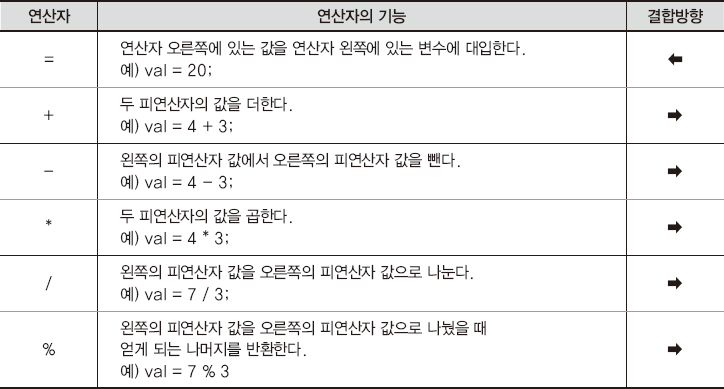 연산자 연산자의 기능 결합방향
= 연산자 오른쪽에 있는 값을 연산자 왼쪽에 있는 변수에 대입한다. ⬅
예) val = 20;
+ 두 피연산자의 값을 더한다. ➡
예) val = 4 + 3;
- 왼쪽의 피연산자 값에서 오른쪽의 피연산자 값을 뺀다. ➡
예) val = 4 - 3;
* 두 피연산자의 값을 곱한다. ➡
예) val = 4 * 3;
/ 왼쪽의 피연산자 값을 오른쪽의 피연산자 값으로 나눈다. ➡
예) val = 7 / 3;
% 왼쪽의 피연산자 값을 오른쪽의 피연산자 값으로 나눴을 때 ➡
얻게 되는 나머지를 반환한다.
예) val = 7 % 3